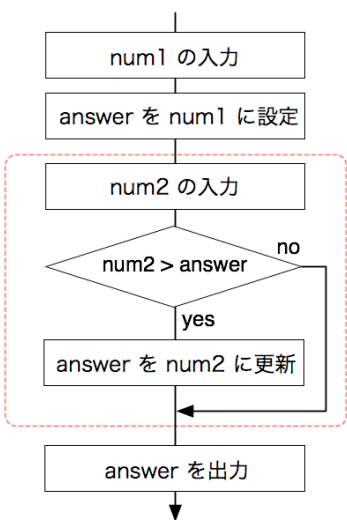 num1 の入力
answer を num1 に設定
num2 の入力
num2 > answer
no
yes
answer を num2 に更新
answer を出力